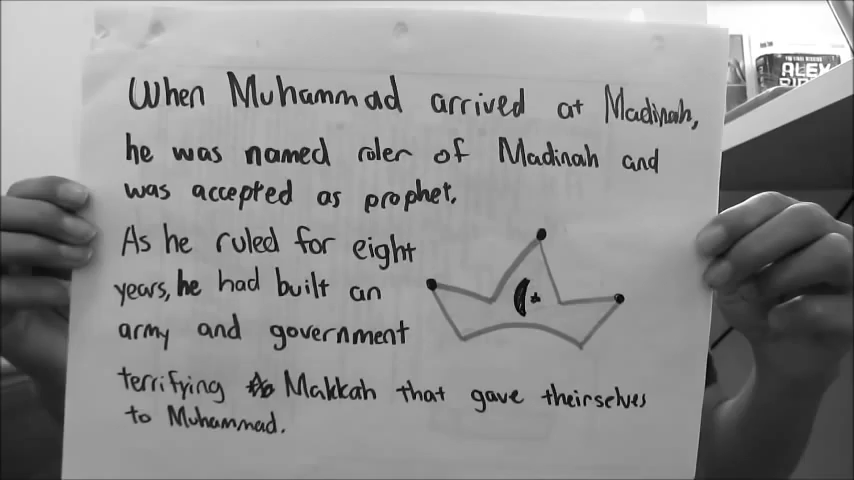 When Muhammad arrived at Madinah,
he was named roler of Madinah and
was accepted as prophet.
As he ruled for eight
years, he had built an
army and government
terrifying Makkah that gave theirselves
to Muhammad.
ALEX